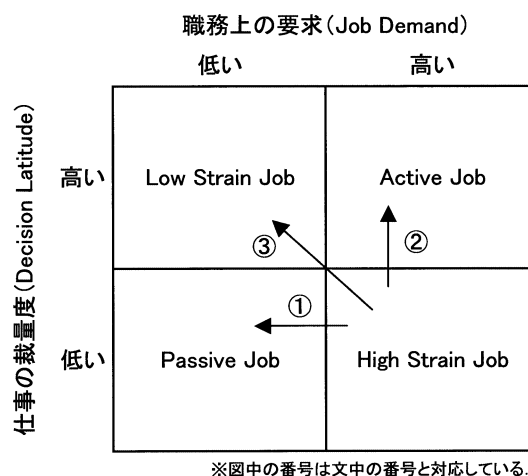 職務上の要求(Job Demand)
低い 高い
仕事の裁量度(Decision Latitude)
高い Low Strain Job Active Job
③ ②
①
低い Passive Job High Strain Job
※図中の番号は文中の番号と対応している.